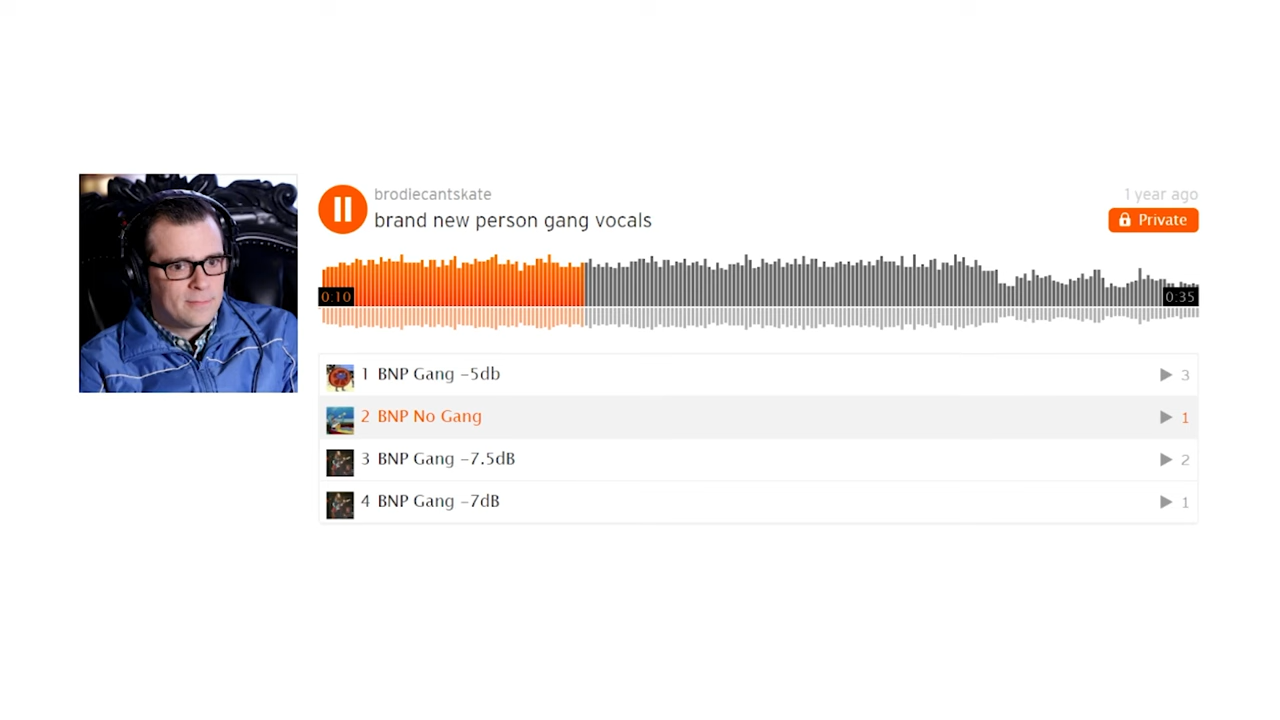 brodiecantskate
1 year ago
brand new person gang vocals
Private
0:10
0:35
1 BNP Gang -5db
3
2 BNP No Gang
1
3 BNP Gang -7.5dB
2
4 BNP Gang -7dB
1